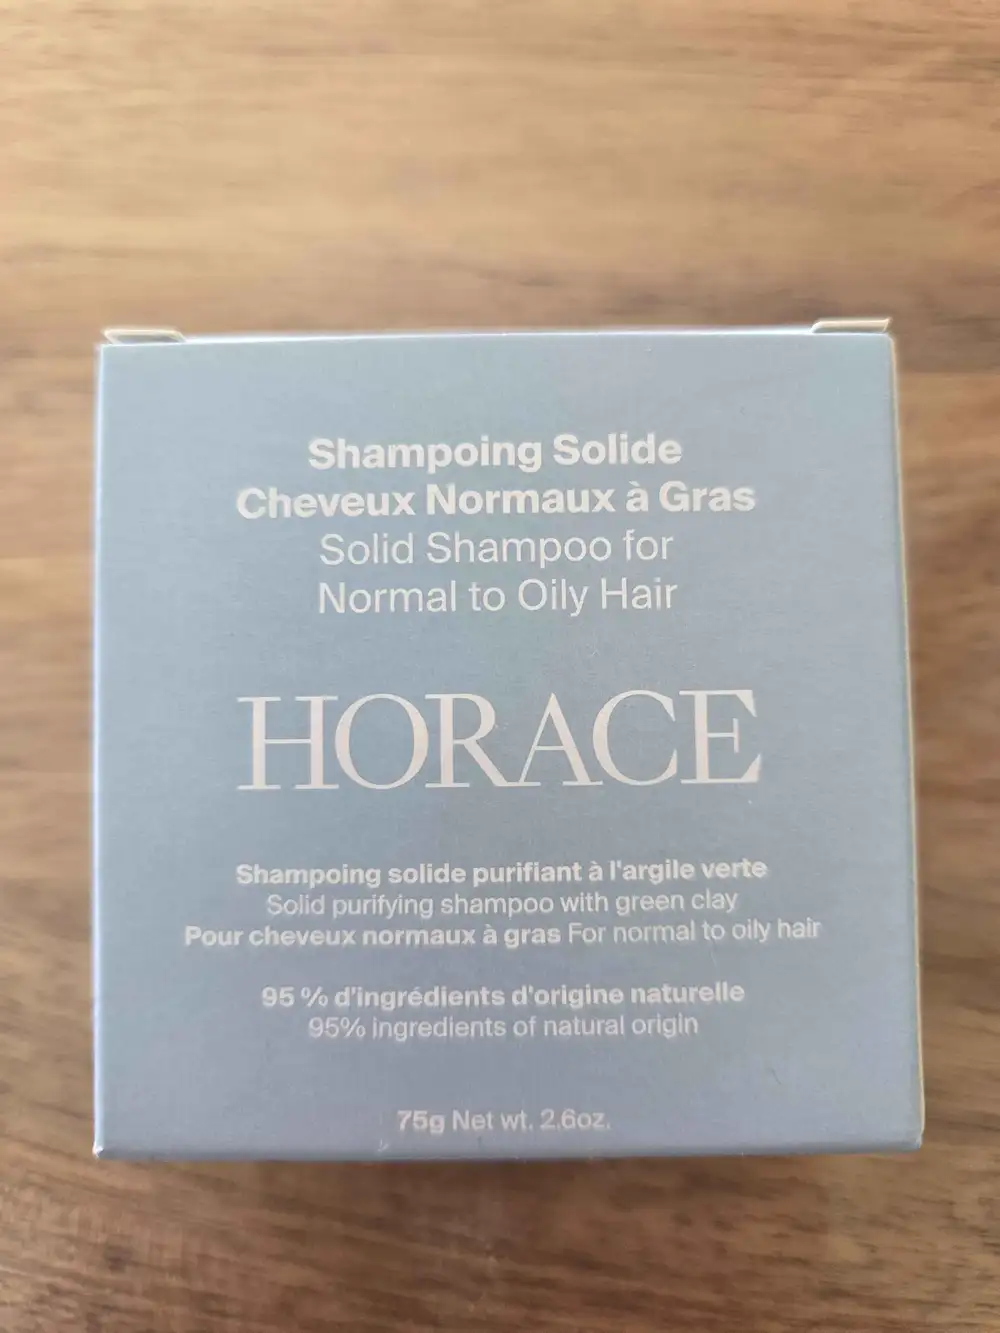 Shampoing Solide
Cheveux Normaux à Gras
Solid Shampoo for
Normal to Oily Hair
HORACE
Shampoing solide purifiant à l'argile verte
Solid purifying shampoo with green clay
Pour cheveux normaux à gras For normal to oily hair
95 % d'ingrédients d'origine naturelle
95% ingredients of natural origin
75g Net wt. 2.6oz.